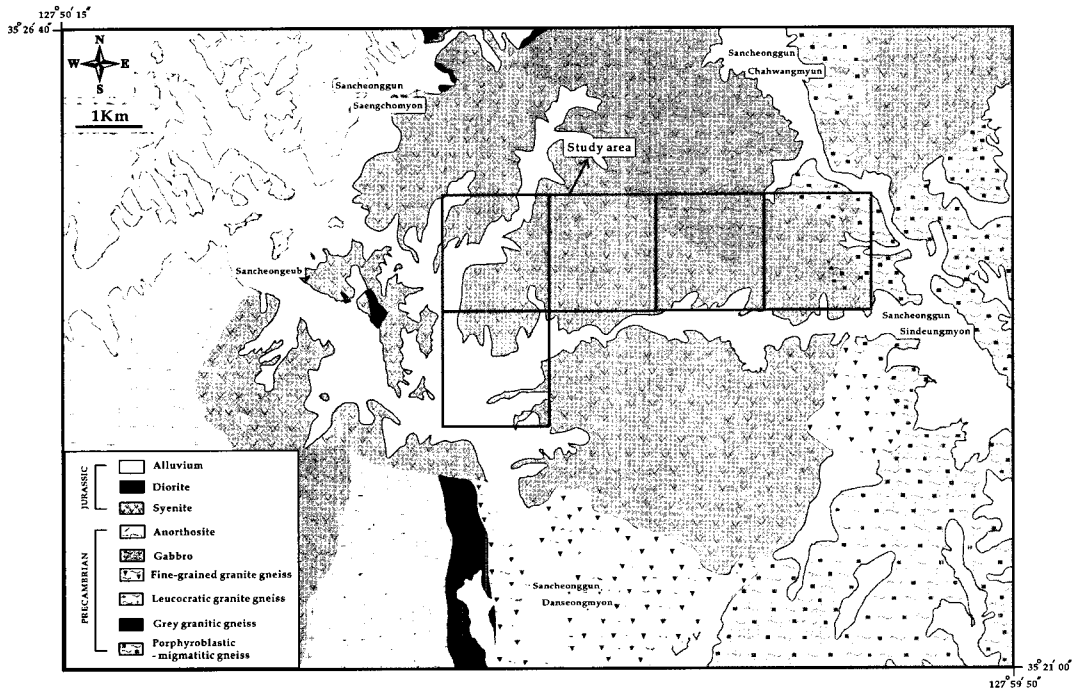 127° 50′ 15″
35° 26′ 40″
N
W E
S
1Km
Sancheonggun
Saengchomyon
Sancheonggun
Chahwangmyun
Study area
Sancheongeub
Sancheonggun
Sindeungmyon
JURASSIC
Alluvium
Diorite
Syenite
PRECAMBRIAN
Anorthosite
Gabbro
Fine-grained granite gneiss
Leucocratic granite gneiss
Grey granitic gneiss
Porphyroblastic
-migmatitic gneiss
Sancheonggun
Danseongmyon
35° 21′ 00″
127° 59′ 50″